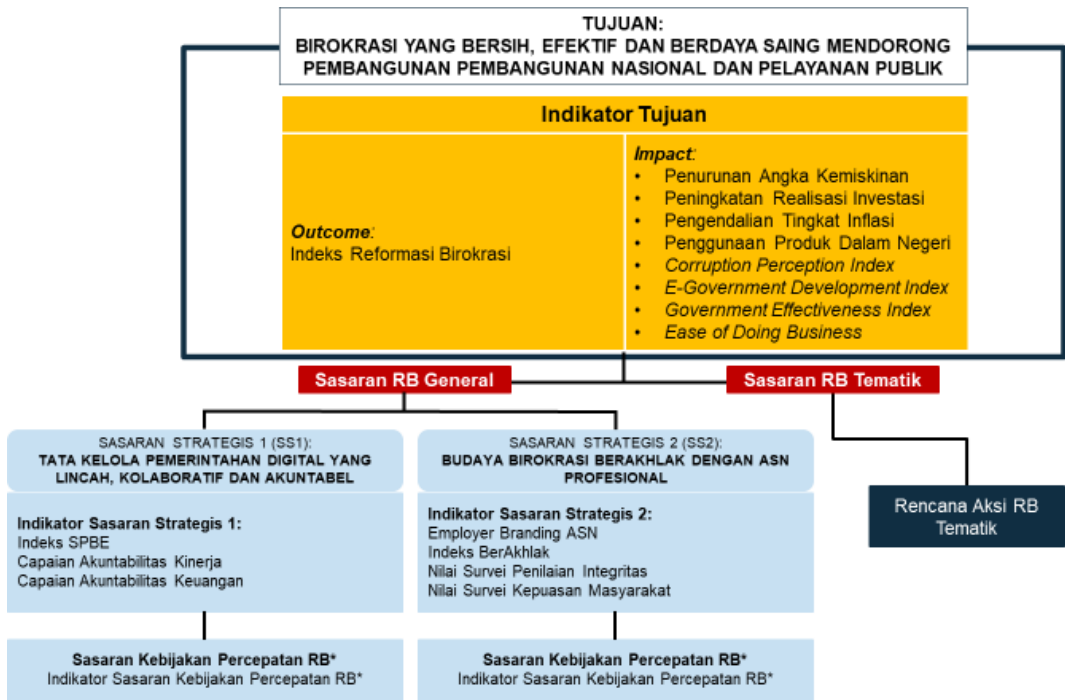 TUJUAN:
BIROKRASI YANG BERSIH, EFEKTIF DAN BERDAYA SAING MENDORONG
PEMBANGUNAN PEMBANGUNAN NASIONAL DAN PELAYANAN PUBLIK
Indikator Tujuan
Outcome:
Indeks Reformasi Birokrasi
Impact:
• Penurunan Angka Kemiskinan
• Peningkatan Realisasi Investasi
• Pengendalian Tingkat Inflasi
• Penggunaan Produk Dalam Negeri
• Corruption Perception Index
• E-Government Development Index
• Government Effectiveness Index
• Ease of Doing Business
Sasaran RB General
Sasaran RB Tematik
SASARAN STRATEGIS 1 (SS1):
TATA KELOLA PEMERINTAHAN DIGITAL YANG
LINCAH, KOLABORATIF DAN AKUNTABEL
Indikator Sasaran Strategis 1:
Indeks SPBE
Capaian Akuntabilitas Kinerja
Capaian Akuntabilitas Keuangan
Sasaran Kebijakan Percepatan RB*
Indikator Sasaran Kebijakan Percepatan RB*
SASARAN STRATEGIS 2 (SS2):
BUDAYA BIROKRASI BERAKHLAK DENGAN ASN
PROFESIONAL
Indikator Sasaran Strategis 2:
Employer Branding ASN
Indeks BerAkhlak
Nilai Survei Penilaian Integritas
Nilai Survei Kepuasan Masyarakat
Sasaran Kebijakan Percepatan RB*
Indikator Sasaran Kebijakan Percepatan RB*
Rencana Aksi RB
Tematik